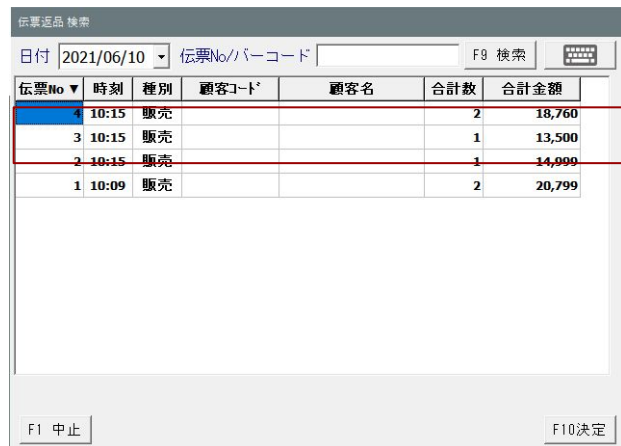 伝票返品 検索
日付 2021/06/10 伝票No/バーコード F9 検索
伝票No ▼ 時刻 種別 顧客コード 顧客名 合計数 合計金額
4 10:15 販売 2 18,760
3 10:15 販売 1 13,500
2 10:15 販売 1 14,999
1 10:09 販売 2 20,799
F1 中止 F10決定